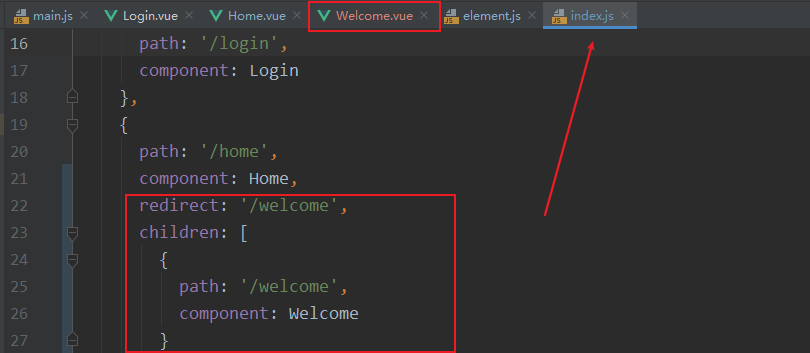 main.js Login.vue Home.vue Welcome.vue element.js index.js
16 path: '/login',
17 component: Login
18 },
19 {
20 path: '/home',
21 component: Home,
22 redirect: '/welcome',
23 children: [
24 {
25 path: '/welcome',
26 component: Welcome
27 }